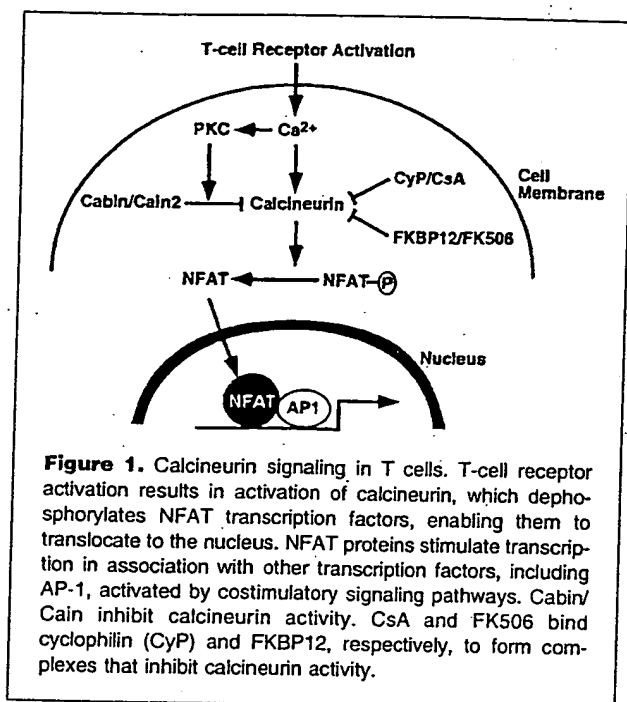 T-cell Receptor Activation
PKC Ca2+
Cell
Membrane
CyP/CsA
Cabin/Cain2 Calcineurin
FKBP12/FK506
NFAT NFAT P
Nucleus
NFAT AP1
Figure 1. Calcineurin signaling in T cells. T-cell receptor
activation results in activation of calcineurin, which depho-
sphorylates NFAT transcription factors, enabling them to
translocate to the nucleus. NFAT proteins stimulate transcrip-
tion in association with other transcription factors, including
AP-1, activated by costimulatory signaling pathways. Cabin/
Cain inhibit calcineurin activity. CsA and FK506 bind
cyclophilin (CyP) and FKBP12, respectively, to form com-
plexes that inhibit calcineurin activity.